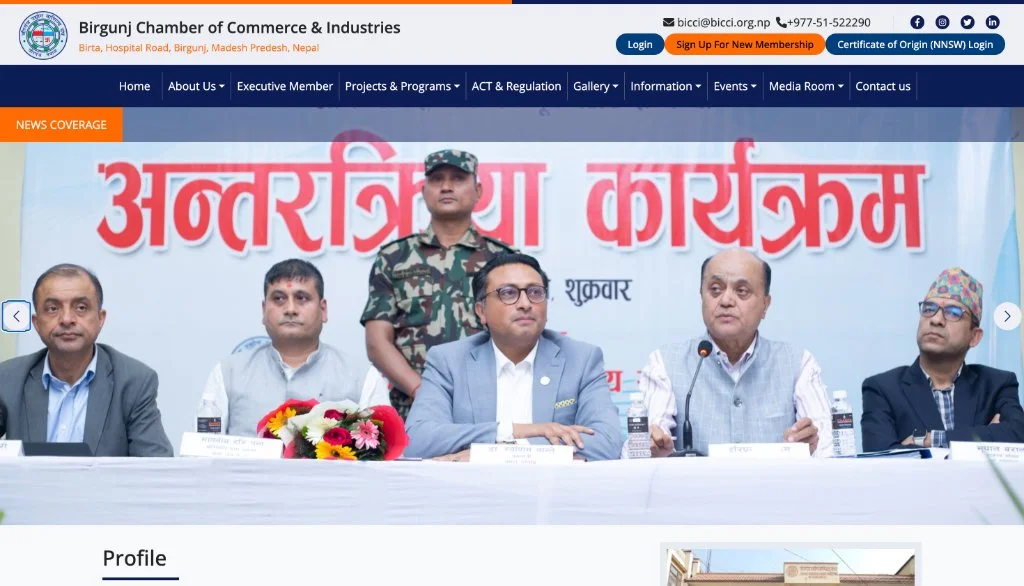 Birgunj Chamber of Commerce & Industries
Birta, Hospital Road, Birgunj, Madesh Predesh, Nepal
bicci@bicci.org.np +977-51-522290
Login Sign Up For New Membership Certificate of Origin (NNSW) Login
Home About Us Executive Member Projects & Programs ACT & Regulation Gallery Information Events Media Room Contact us
NEWS COVERAGE
अन्तरक्रिया कार्यक्रम
शुक्रवार
Profile